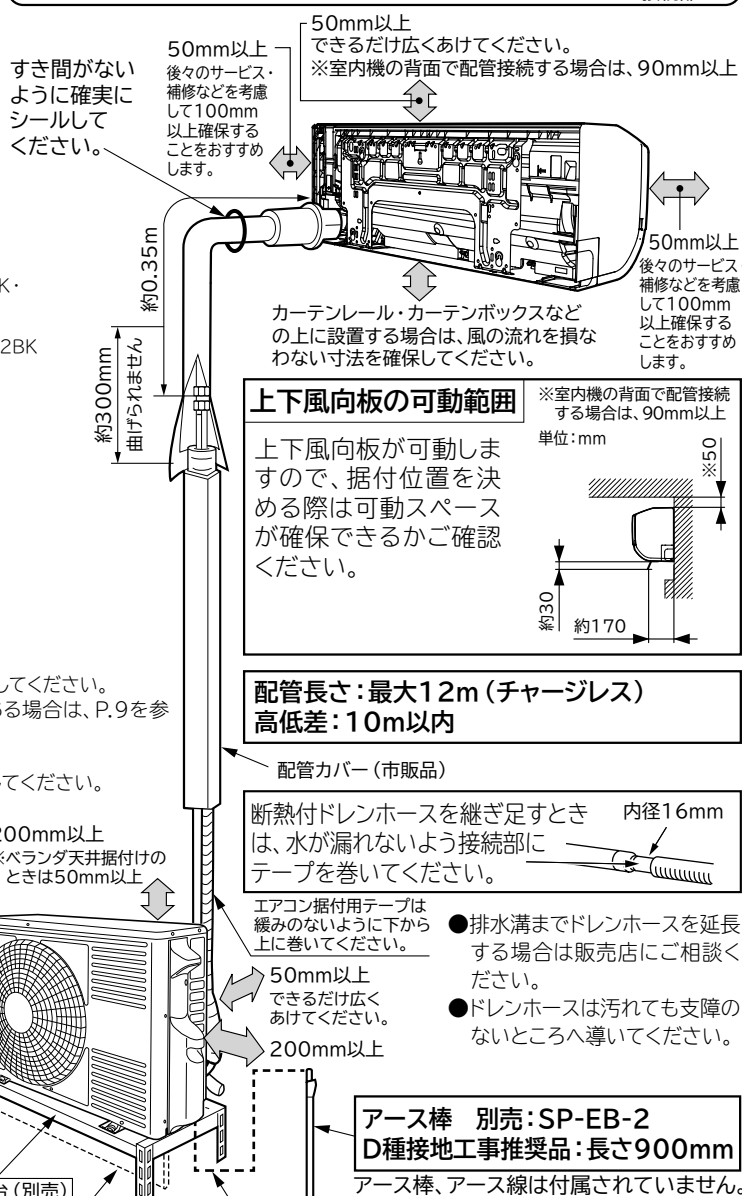 50mm以上
できるだけ広くあけてください。
※室内機の背面で配管接続する場合は、90mm以上
50mm以上
後々のサービス・
補修などを考慮
して100mm
以上確保する
ことをおすすめ
します。
すき間がない
ように確実に
シールして
ください。
約0.35m
50mm以上
後々のサービス
補修などを考慮
して100mm
以上確保する
ことをおすすめ
します。
カーテンレール・カーテンボックスなど
の上に設置する場合は、風の流れを損な
わない寸法を確保してください。
K・
2BK
約300mm
曲げられません
上下風向板の可動範囲
上下風向板が可動しま
すので、据付位置を決
める際は可動スペース
が確保できるかご確認
ください。
※室内機の背面で配管接続
する場合は、90mm以上
単位:mm
※50
約30
約170
してください。
る場合は、P.9を参
配管長さ:最大12m(チャージレス)
高低差:10m以内
配管カバー(市販品)
てください。
断熱付ドレンホースを継ぎ足すとき
は、水が漏れないよう接続部に
テープを巻いてください。
内径16mm
200mm以上
※ベランダ天井据付けの
ときは50mm以上
エアコン据付用テープは
緩みのないように下から
上に巻いてください。
●排水溝までドレンホースを延長
する場合は販売店にご相談く
ださい。
●ドレンホースは汚れても支障の
ないところへ導いてください。
50mm以上
できるだけ広く
あけてください。
200mm以上
アース棒 別売:SP-EB-2
D種接地工事推奨品:長さ900mm
アース棒、アース線は付属されていません。
台(別売)